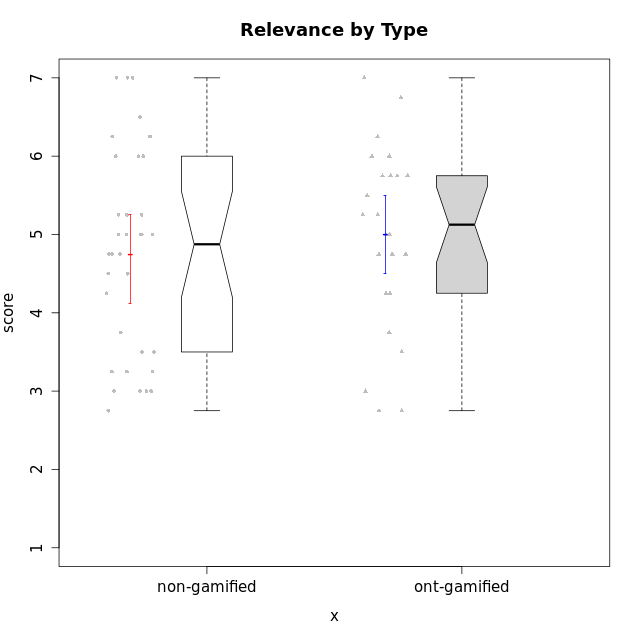 Relevance by Type
7
6
5
4
3
2
1
score
non-gamified
ont-gamified
x